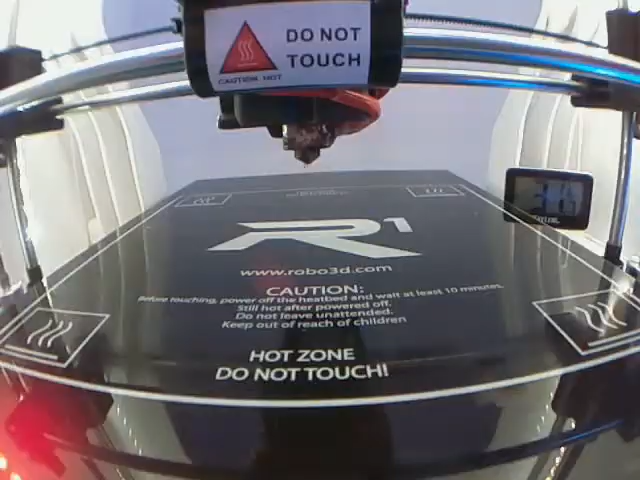 DO NOT
TOUCH
CAUTION, HOT
R1
www.robo3d.com
CAUTION:
Before touching, power off the heatbed and wait at least 10 minutes.
Still hot after powered off.
Do not leave unattended.
Keep out of reach of children
HOT ZONE
DO NOT TOUCH!